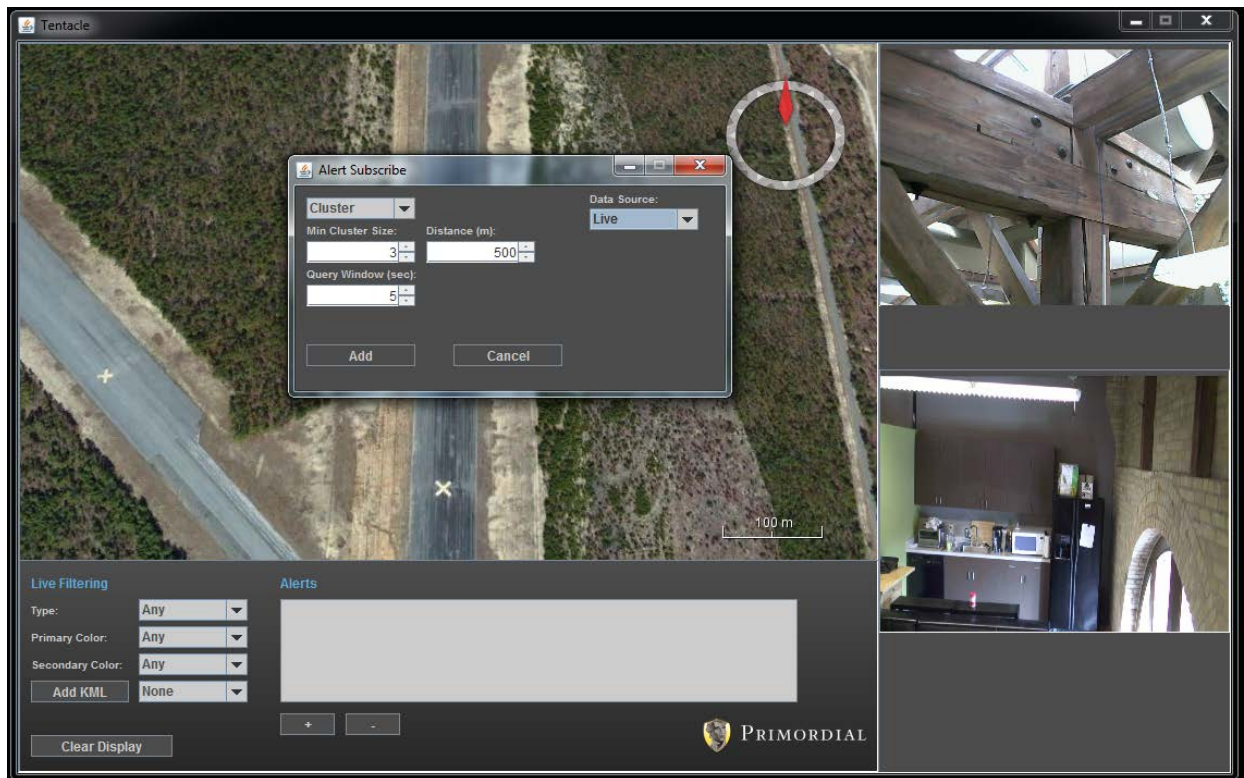 Tentacle
Alert Subscribe
Cluster
Data Source:
Live
Min Cluster Size: Distance (m):
3 500
Query Window (sec):
5
Add Cancel
100 m
Live Filtering
Type: Any
Primary Color: Any
Secondary Color: Any
Add KML None
Clear Display
Alerts
+ -
PRIMORDIAL